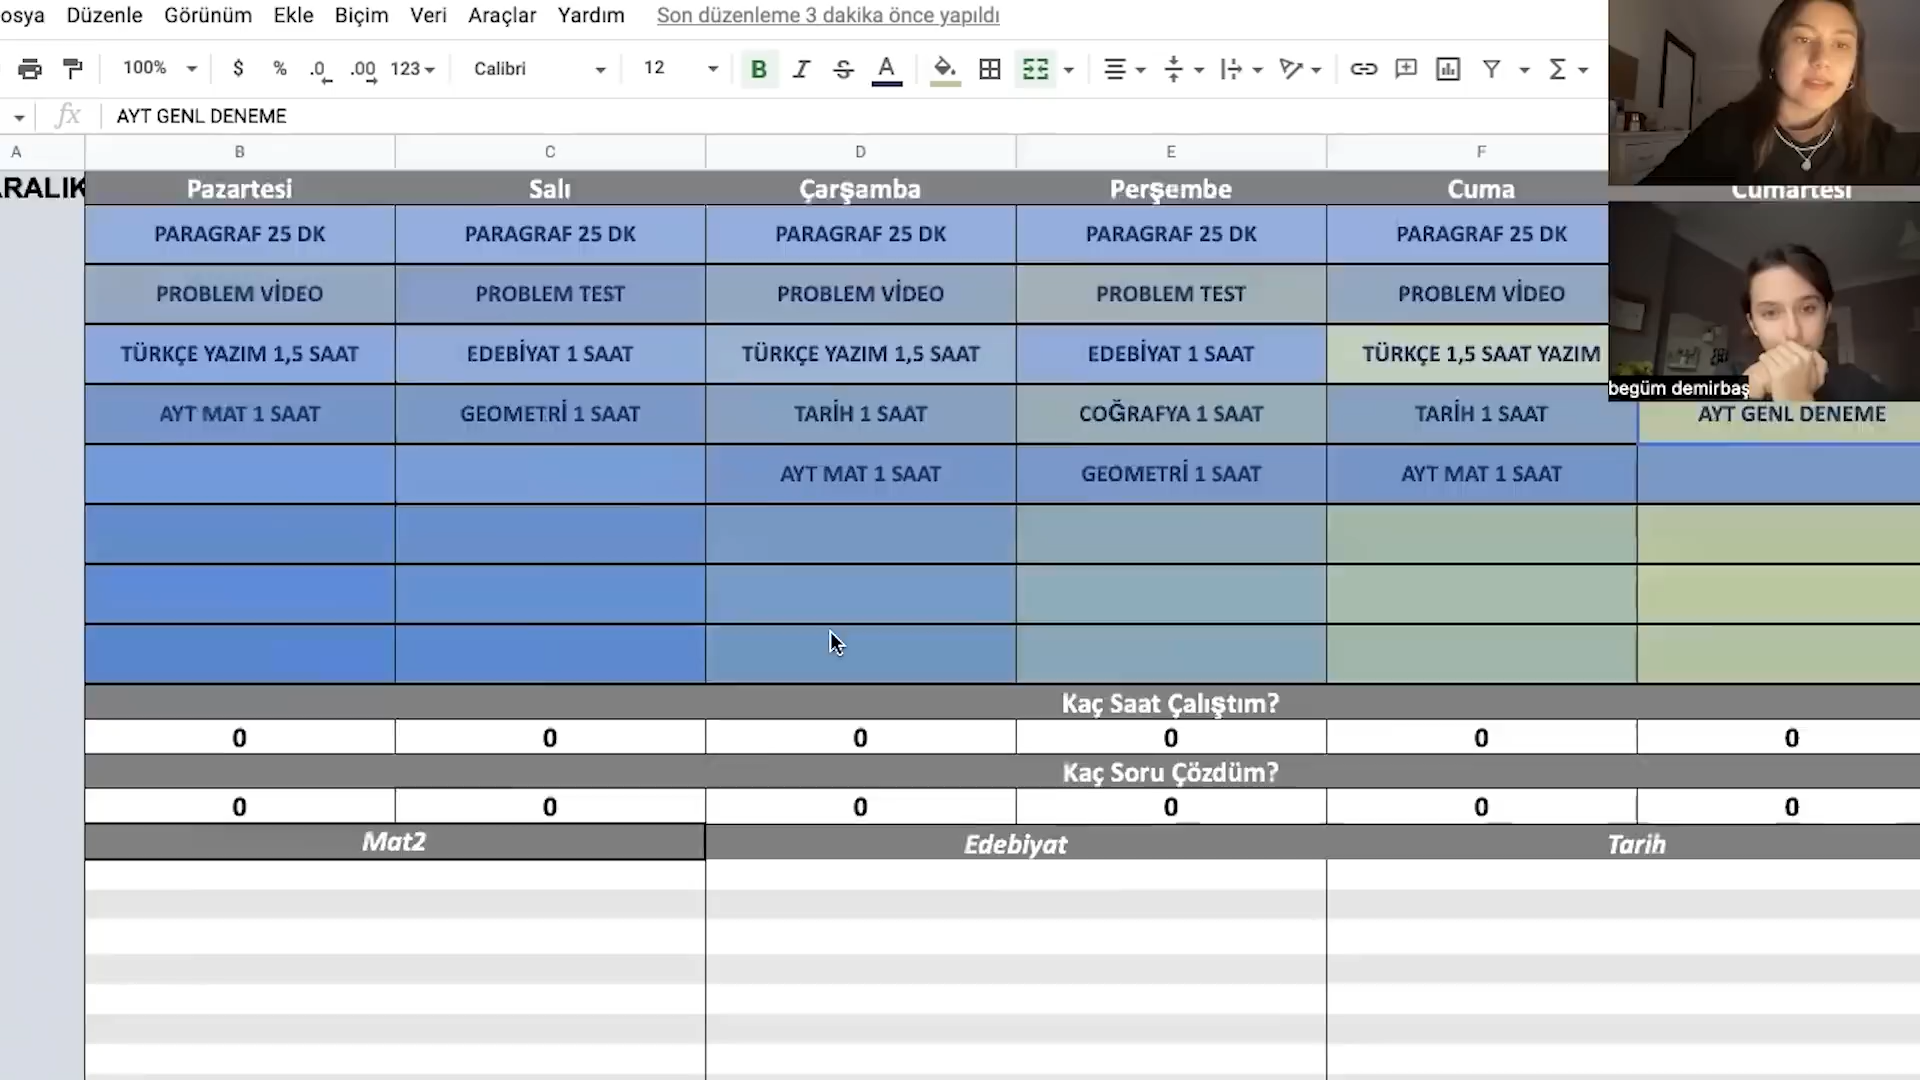 osya Düzenle Görünüm Ekle Biçim Veri Araçlar Yardım Son düzenleme 3 dakika önce yapıldı
100% $ % .0 .00 123 Calibri 12 B I S A Σ
fx AYT GENL DENEME
A B C D E F
ARALIK Pazartesi Salı Çarşamba Perşembe Cuma Cumartesi
PARAGRAF 25 DK PARAGRAF 25 DK PARAGRAF 25 DK PARAGRAF 25 DK PARAGRAF 25 DK
PROBLEM VİDEO PROBLEM TEST PROBLEM VİDEO PROBLEM TEST PROBLEM VİDEO
TÜRKÇE YAZIM 1,5 SAAT EDEBİYAT 1 SAAT TÜRKÇE YAZIM 1,5 SAAT EDEBİYAT 1 SAAT TÜRKÇE 1,5 SAAT YAZIM
begüm demirbaş
AYT MAT 1 SAAT GEOMETRİ 1 SAAT TARİH 1 SAAT COĞRAFYA 1 SAAT TARİH 1 SAAT AYT GENL DENEME
AYT MAT 1 SAAT GEOMETRİ 1 SAAT AYT MAT 1 SAAT
Kaç Saat Çalıştım?
0 0 0 0 0 0
Kaç Soru Çözdüm?
0 0 0 0 0 0
Mat2 Edebiyat Tarih